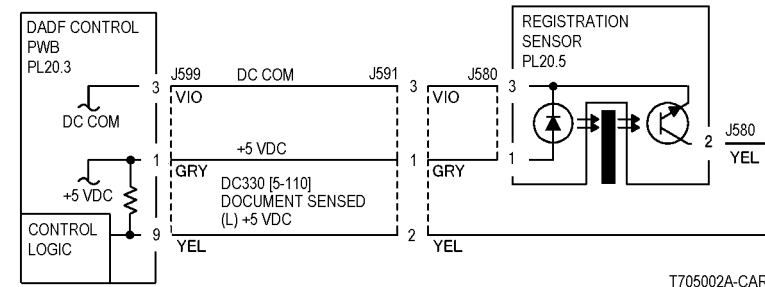 DADF CONTROL
PWB
PL20.3
REGISTRATION
SENSOR
PL20.5
3 J599 DC COM J591 3 J580 3
VIO VIO
DC COM
2 J580
YEL
+5 VDC
1 1 1
GRY GRY
+5 VDC
DC330 [5-110]
DOCUMENT SENSED
(L) +5 VDC
CONTROL
LOGIC
9 2
YEL YEL
T705002A-CAR